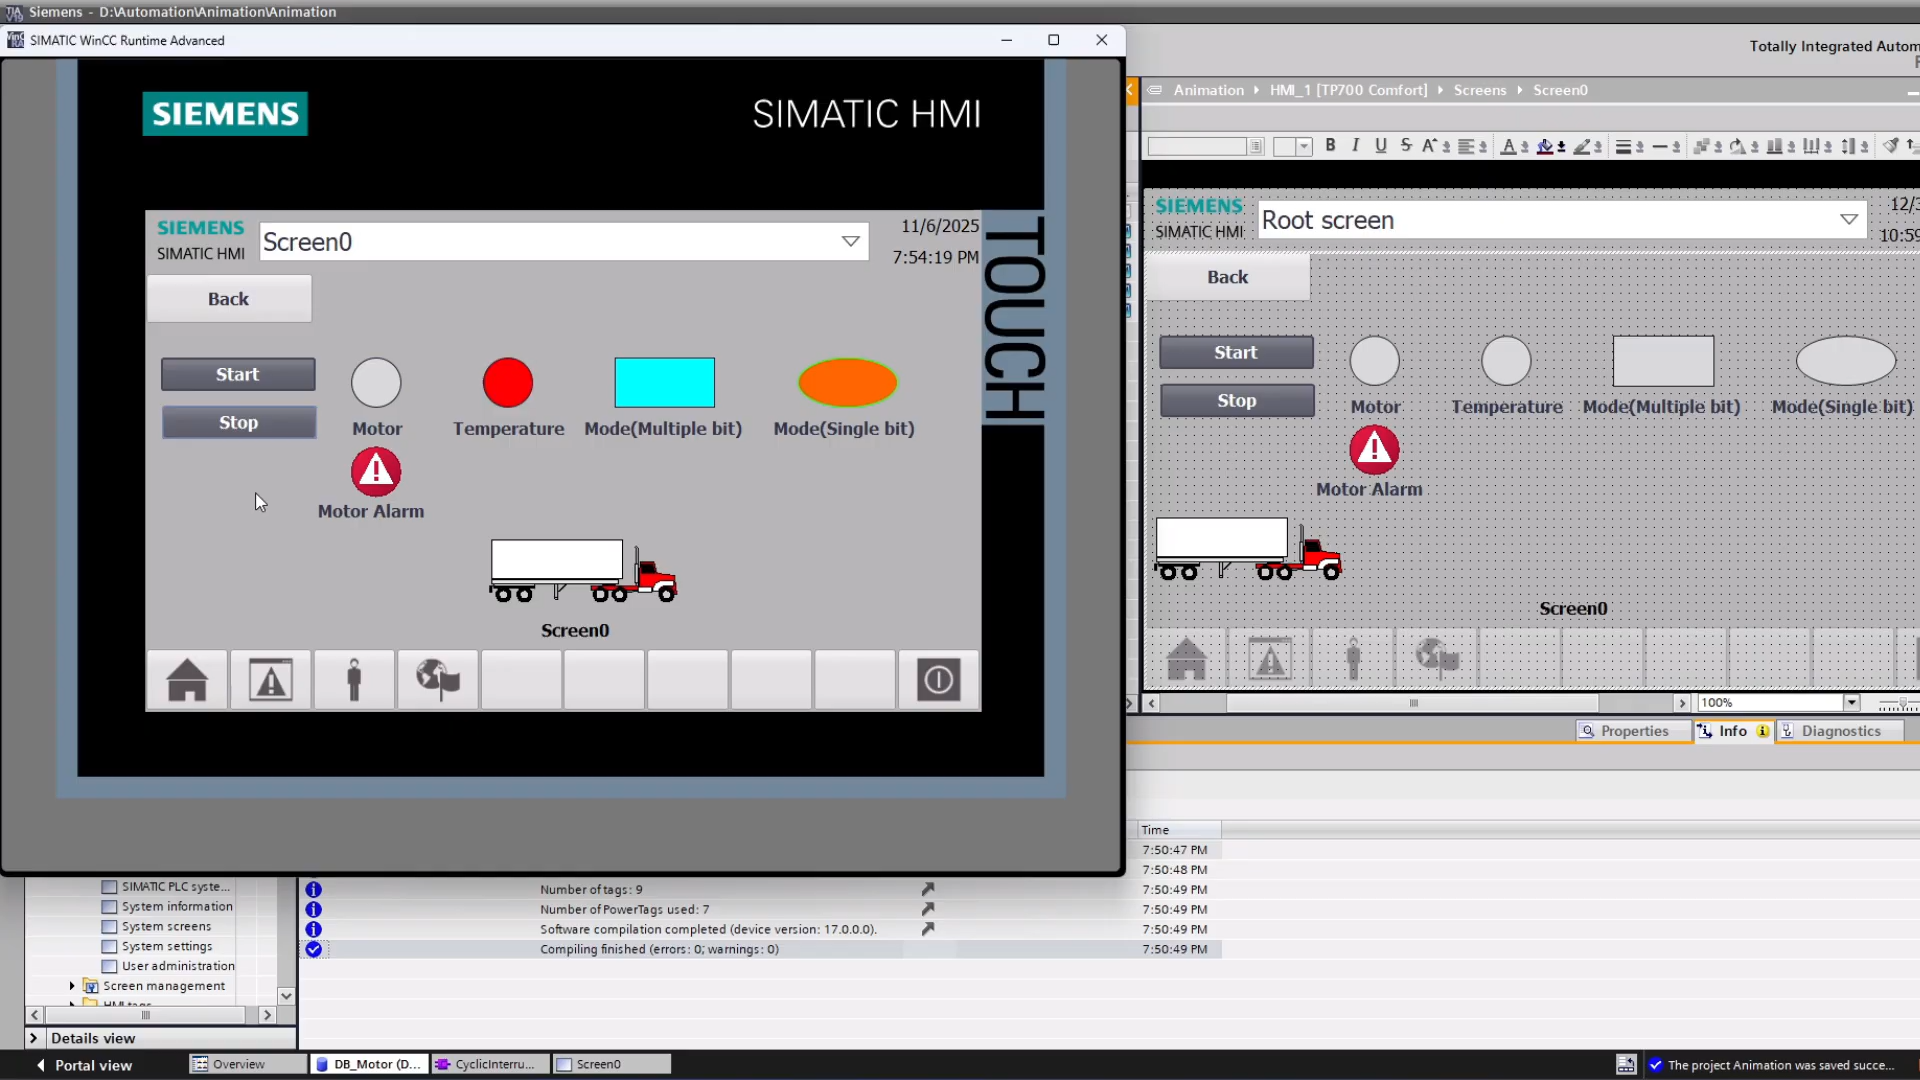 Siemens - D:\Automation\Animation\Animation
SIMATIC WinCC Runtime Advanced
Totally Integrated Autom
Animation HMI_1 [TP700 Comfort] Screens Screen0
SIEMENS
SIMATIC HMI
TOUCH
SIEMENS
SIMATIC HMI
Screen0
11/6/2025
7:54:19 PM
Back
Start
Stop
Motor
Temperature
Mode(Multiple bit)
Mode(Single bit)
Motor Alarm
Screen0
B I U S A
SIEMENS
SIMATIC HMI
Root screen
12/3
10:59
Back
Start
Stop
Motor
Temperature
Mode(Multiple bit)
Mode(Single bit)
Motor Alarm
Screen0
100%
Properties
Info
Diagnostics
Time
7:50:47 PM
7:50:48 PM
Number of tags: 9 7:50:49 PM
Number of PowerTags used: 7 7:50:49 PM
Software compilation completed (device version: 17.0.0.0). 7:50:49 PM
Compiling finished (errors: 0; warnings: 0) 7:50:49 PM
SIMATIC PLC syste...
System information
System screens
System settings
User administration
Screen management
HMI tags
Details view
Portal view
Overview
DB_Motor (D...
CyclicInterru...
Screen0
The project Animation was saved succe...